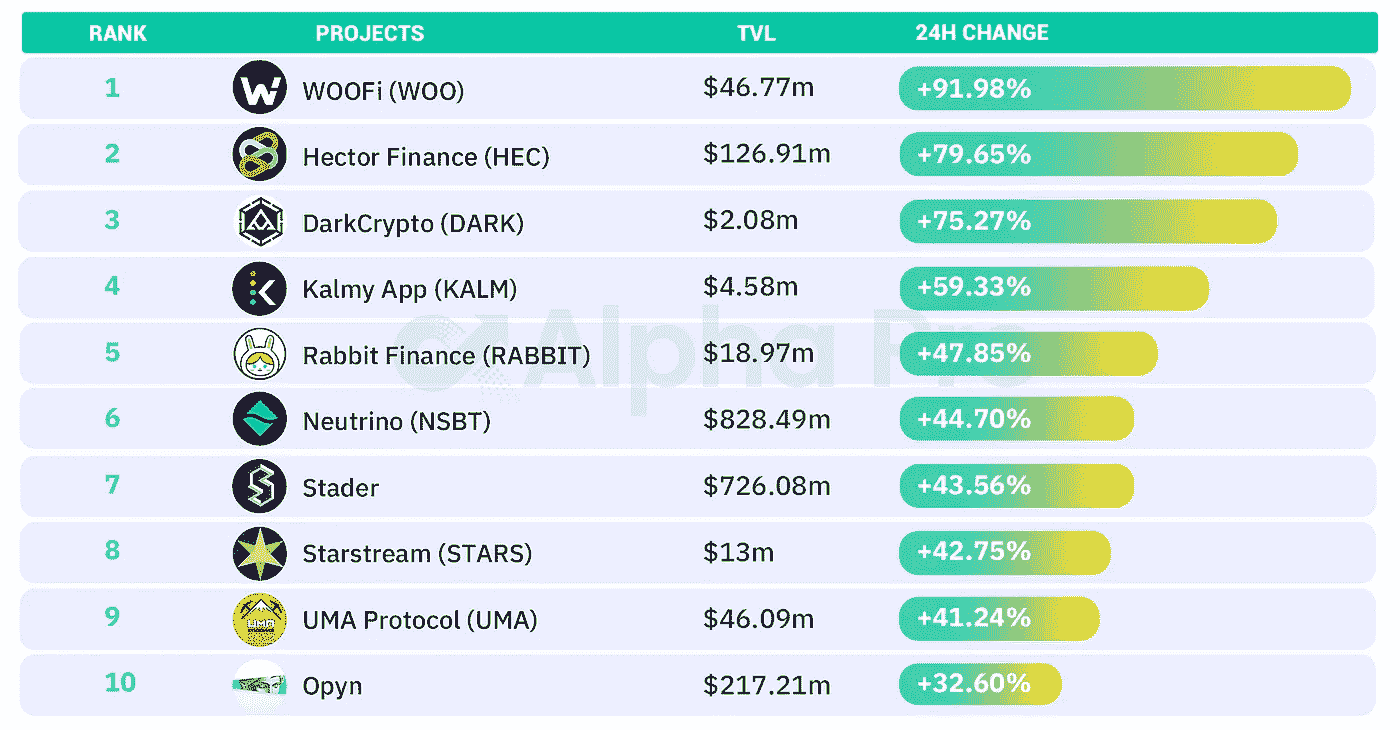 RANK PROJECTS TVL 24H CHANGE
1 WOOFi (WOO) $46.77m +91.98%
2 Hector Finance (HEC) $126.91m +79.65%
3 DarkCrypto (DARK) $2.08m +75.27%
4 Kalmy App (KALM) $4.58m +59.33%
5 Rabbit Finance (RABBIT) $18.97m +47.85%
6 Neutrino (NSBT) $828.49m +44.70%
7 Stader $726.08m +43.56%
8 Starstream (STARS) $13m +42.75%
9 UMA Protocol (UMA) $46.09m +41.24%
10 Opyn $217.21m +32.60%
Alpha Pro